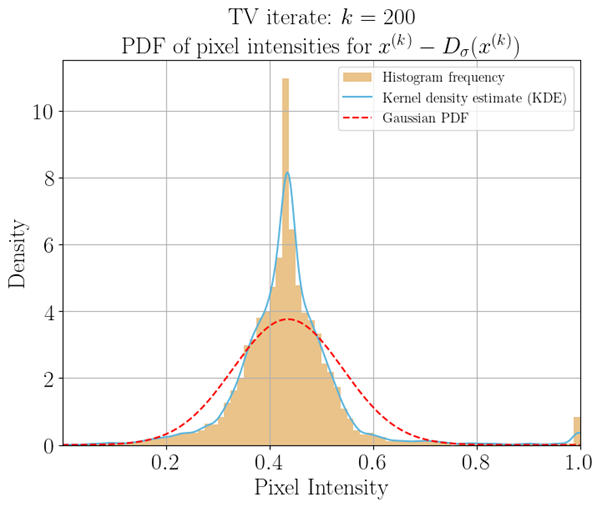 TV iterate: k = 200
PDF of pixel intensities for x^(k) − D_σ(x^(k))
Histogram frequency
Kernel density estimate (KDE)
Gaussian PDF
Density
10
8
6
4
2
0
0.2
0.4
0.6
0.8
1.0
Pixel Intensity